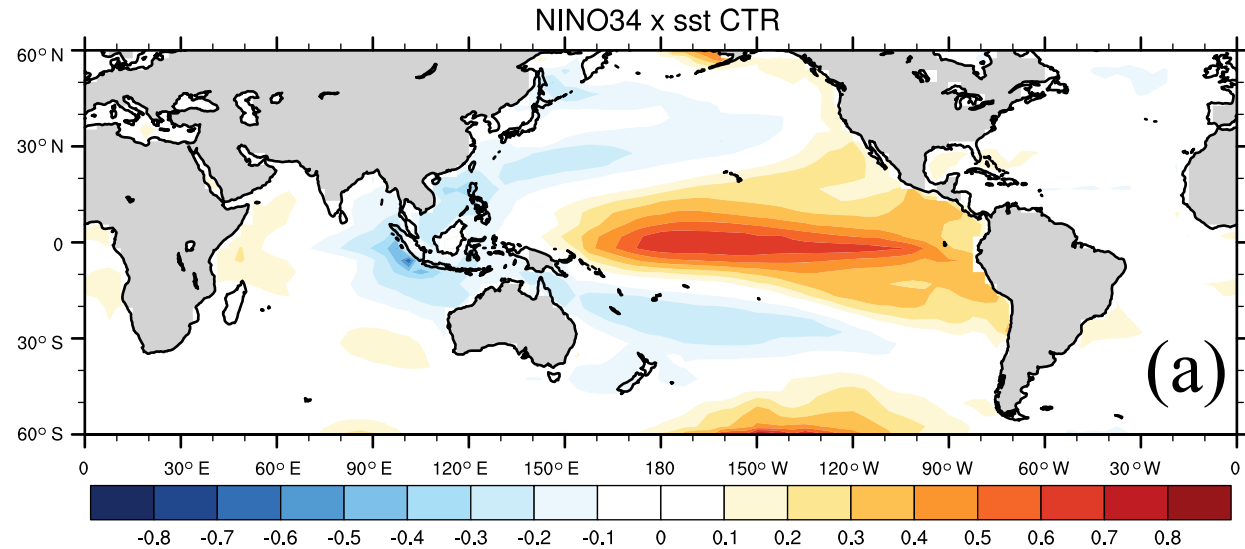 NINO34 x sst CTR
60° N
30° N
0
30° S
60° S
(a)
0 30° E 60° E 90° E 120° E 150° E 180 150° W 120° W 90° W 60° W 30° W 0
-0.8 -0.7 -0.6 -0.5 -0.4 -0.3 -0.2 -0.1 0 0.1 0.2 0.3 0.4 0.5 0.6 0.7 0.8